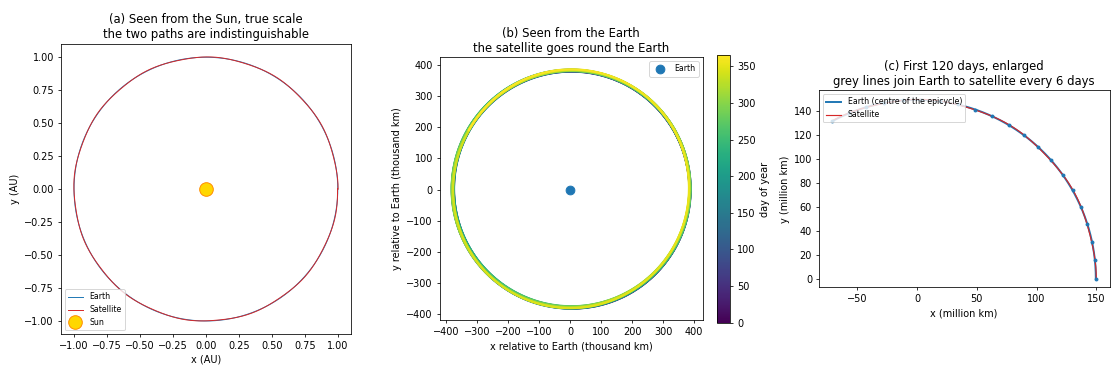 (a) Seen from the Sun, true scale
the two paths are indistinguishable
1.00
0.75
0.50
0.25
0.00
−0.25
−0.50
−0.75
−1.00
y (AU)
Earth
Satellite
Sun
−1.00 −0.75 −0.50 −0.25 0.00 0.25 0.50 0.75 1.00
x (AU)
(b) Seen from the Earth
the satellite goes round the Earth
Earth
400
300
200
100
0
−100
−200
−300
−400
y relative to Earth (thousand km)
−400 −300 −200 −100 0 100 200 300 400
x relative to Earth (thousand km)
350
300
250
200
150
100
50
0
day of year
(c) First 120 days, enlarged
grey lines join Earth to satellite every 6 days
Earth (centre of the epicycle)
Satellite
140
120
100
80
60
40
20
0
y (million km)
−50 0 50 100 150
x (million km)